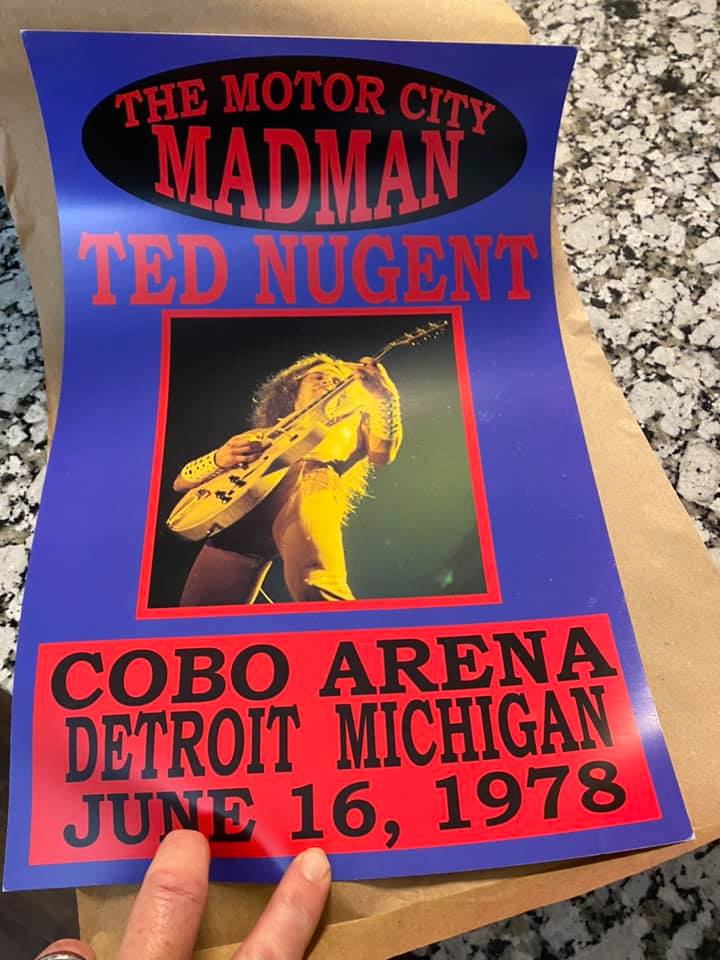 THE MOTOR CITY
MADMAN
TED NUGENT
COBO ARENA
DETROIT MICHIGAN
JUNE 16, 1978